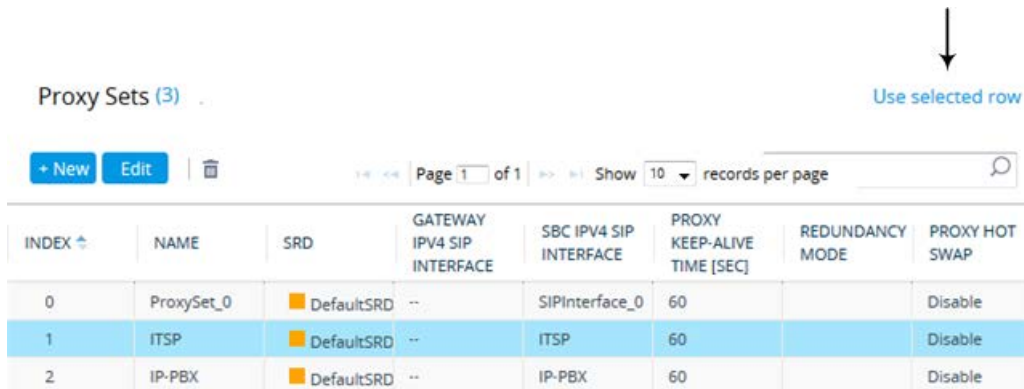 Proxy Sets (3) .
Use selected row
+ New Edit Page 1 of 1 Show 10 records per page
INDEX NAME SRD GATEWAY IPV4 SIP INTERFACE SBC IPV4 SIP INTERFACE PROXY KEEP-ALIVE TIME [SEC] REDUNDANCY MODE PROXY HOT SWAP
0 ProxySet_0 DefaultSRD -- SIPInterface_0 60 Disable
1 ITSP DefaultSRD -- ITSP 60 Disable
2 IP-PBX DefaultSRD -- IP-PBX 60 Disable